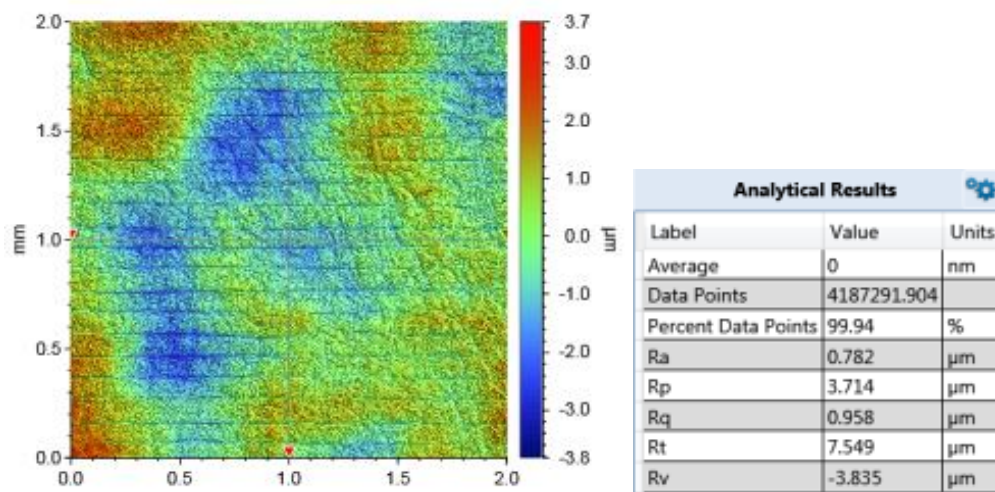 2.0
1.5
1.0
0.5
0.0
mm
0.0 0.5 1.0 1.5 2.0
3.7
3.0
2.0
1.0
0.0
-1.0
-2.0
-3.0
-3.8
µm
Analytical Results
Label Value Units
Average 0 nm
Data Points 4187291.904
Percent Data Points 99.94 %
Ra 0.782 µm
Rp 3.714 µm
Rq 0.958 µm
Rt 7.549 µm
Rv -3.835 µm